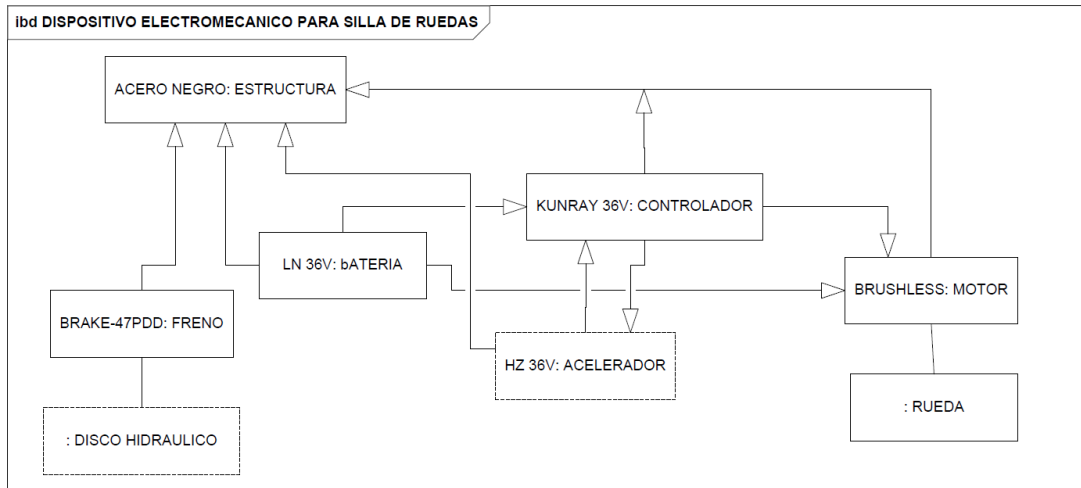 ibd DISPOSITIVO ELECTROMECANICO PARA SILLA DE RUEDAS
ACERO NEGRO: ESTRUCTURA
KUNRAY 36V: CONTROLADOR
LN 36V: bATERIA
BRUSHLESS: MOTOR
BRAKE-47PDD: FRENO
HZ 36V: ACELERADOR
: RUEDA
: DISCO HIDRAULICO